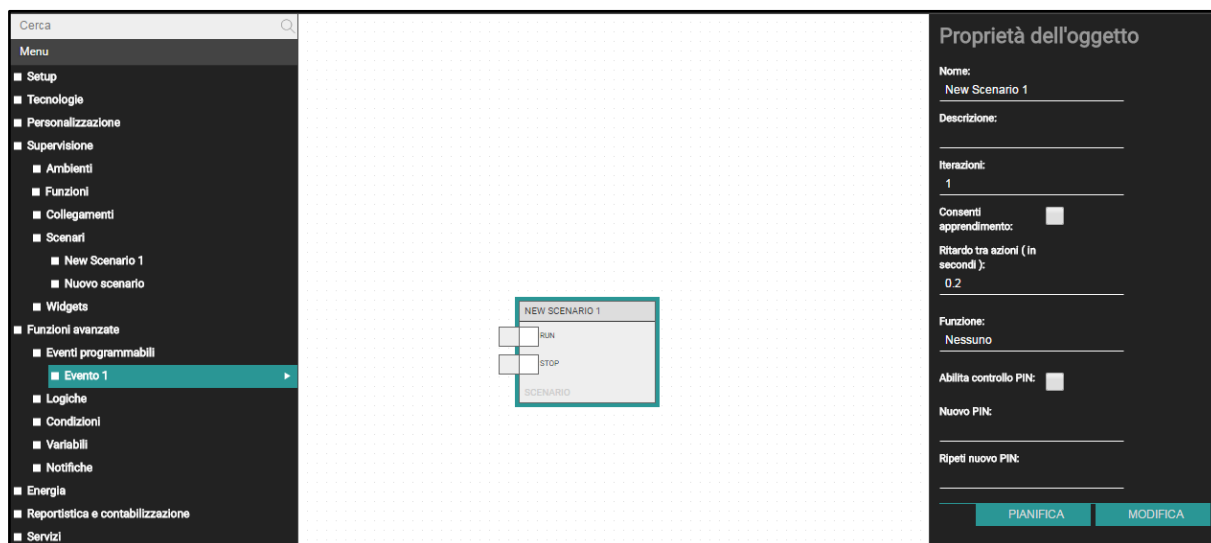 Cerca
Menu
Setup
Tecnologie
Personalizzazione
Supervisione
Ambienti
Funzioni
Collegamenti
Scenari
New Scenario 1
Nuovo scenario
Widgets
Funzioni avanzate
Eventi programmabili
Evento 1
Logiche
Condizioni
Variabili
Notifiche
Energia
Reportistica e contabilizzazione
Servizi
NEW SCENARIO 1
RUN
STOP
SCENARIO
Proprietà dell'oggetto
Nome:
New Scenario 1
Descrizione:
Iterazioni:
1
Consenti
apprendimento:
Ritardo tra azioni ( in
secondi ):
0.2
Funzione:
Nessuno
Abilita controllo PIN:
Nuovo PIN:
Ripeti nuovo PIN:
PIANIFICA
MODIFICA